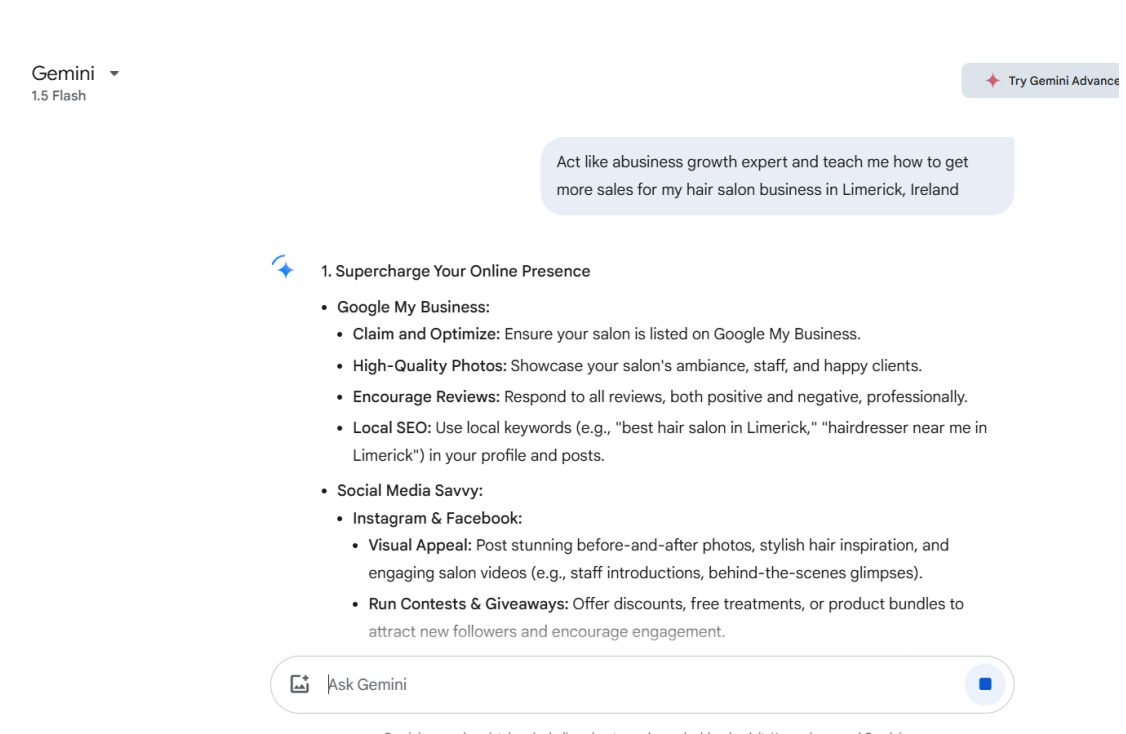 Gemini
1.5 Flash
Try Gemini Advance
Act like abusiness growth expert and teach me how to get
more sales for my hair salon business in Limerick, Ireland
1. Supercharge Your Online Presence
• Google My Business:
• Claim and Optimize: Ensure your salon is listed on Google My Business.
• High-Quality Photos: Showcase your salon's ambiance, staff, and happy clients.
• Encourage Reviews: Respond to all reviews, both positive and negative, professionally.
• Local SEO: Use local keywords (e.g., "best hair salon in Limerick," "hairdresser near me in
Limerick") in your profile and posts.
• Social Media Savvy:
• Instagram & Facebook:
• Visual Appeal: Post stunning before-and-after photos, stylish hair inspiration, and
engaging salon videos (e.g., staff introductions, behind-the-scenes glimpses).
• Run Contests & Giveaways: Offer discounts, free treatments, or product bundles to
attract new followers and encourage engagement.
Ask Gemini